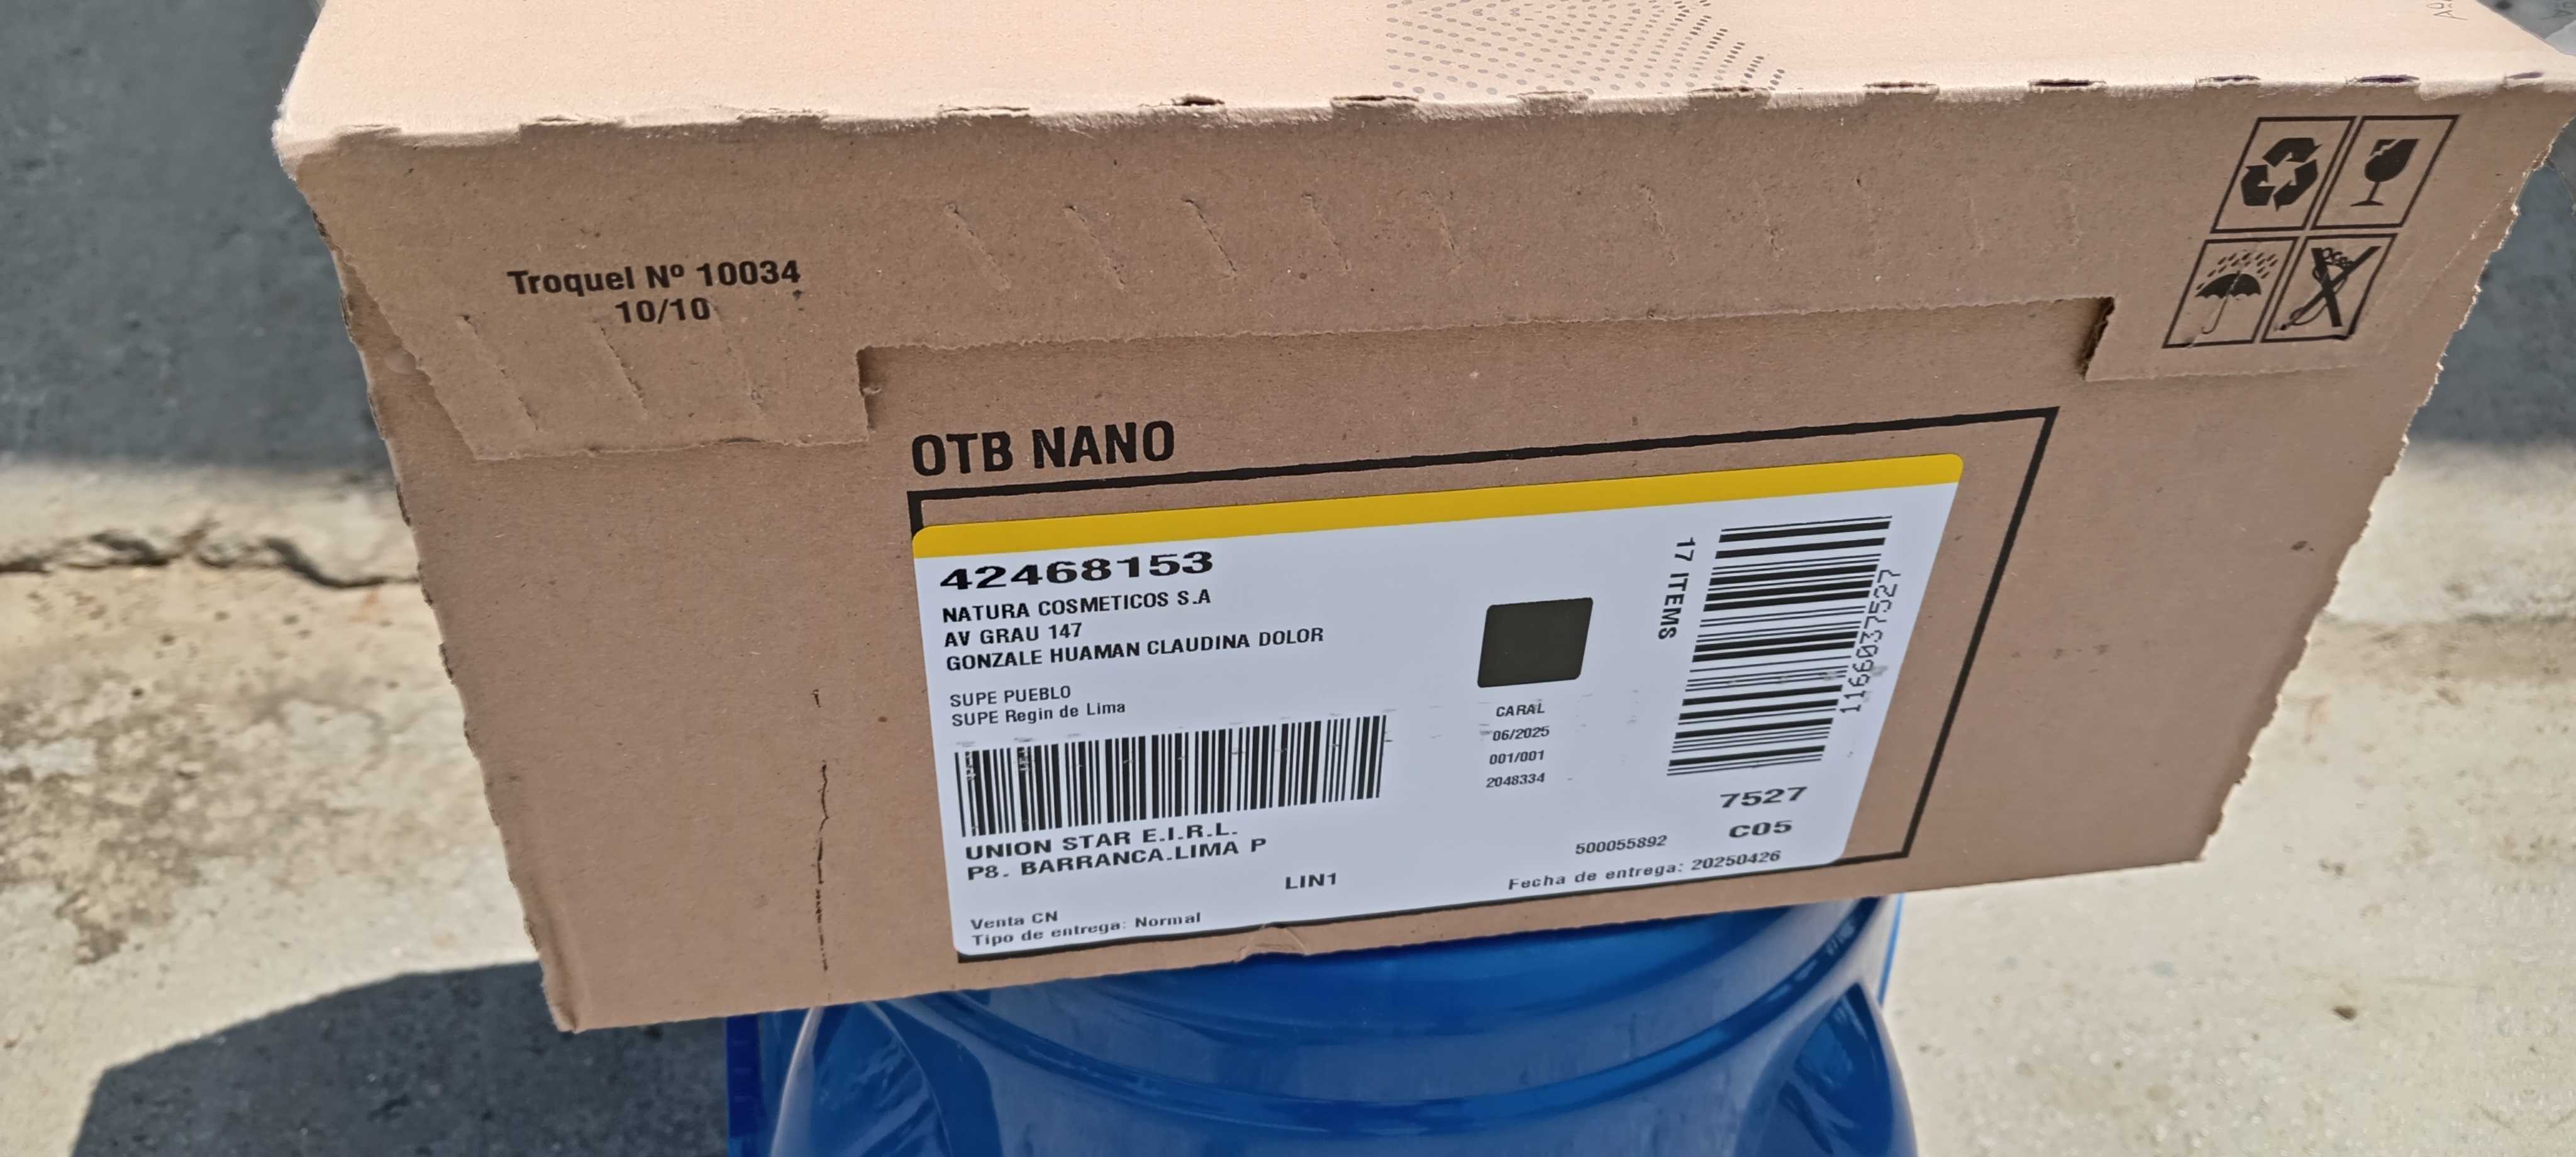 Troquel Nº 10034
10/10
OTB NANO
42468153
NATURA COSMETICOS S.A
AV GRAU 147
GONZALE HUAMAN CLAUDINA DOLOR
SUPE PUEBLO
SUPE Regin de Lima
UNION STAR E.I.R.L.
P8. BARRANCA.LIMA P
LIN1
Venta CN
Tipo de entrega: Normal
CARAL
06/2025
001/001
2048334
17 ITEMS
1166037527
7527
C05
500055892
Fecha de entrega: 20250426